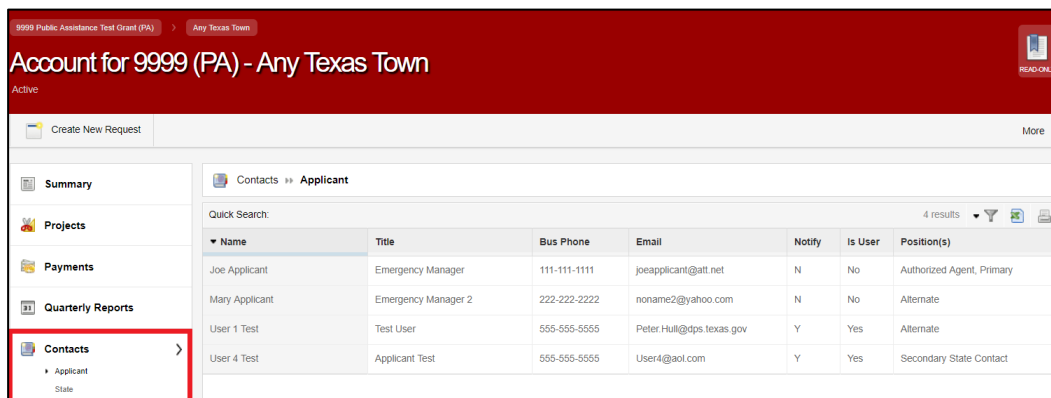 9999 Public Assistance Test Grant (PA) > Any Texas Town
Account for 9999 (PA) - Any Texas Town
Active
READ-ONL
Create New Request
More
Summary
Projects
Payments
31 Quarterly Reports
Contacts
Applicant
State
Contacts Applicant
Quick Search:
4 results
Name Title Bus Phone Email Notify Is User Position(s)
Joe Applicant Emergency Manager 111-111-1111 joeapplicant@att.net N No Authorized Agent, Primary
Mary Applicant Emergency Manager 2 222-222-2222 noname2@yahoo.com N No Alternate
User 1 Test Test User 555-555-5555 Peter.Hull@dps.texas.gov Y Yes Alternate
User 4 Test Applicant Test 555-555-5555 User4@aol.com Y Yes Secondary State Contact